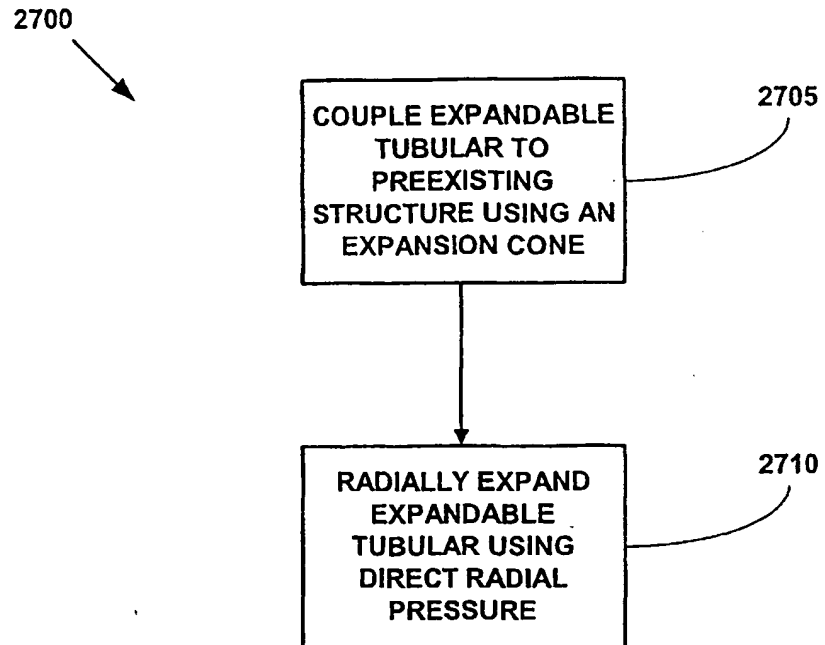 2700
2705
COUPLE EXPANDABLE
TUBULAR TO
PREEXISTING
STRUCTURE USING AN
EXPANSION CONE
2710
RADIALLY EXPAND
EXPANDABLE
TUBULAR USING
DIRECT RADIAL
PRESSURE